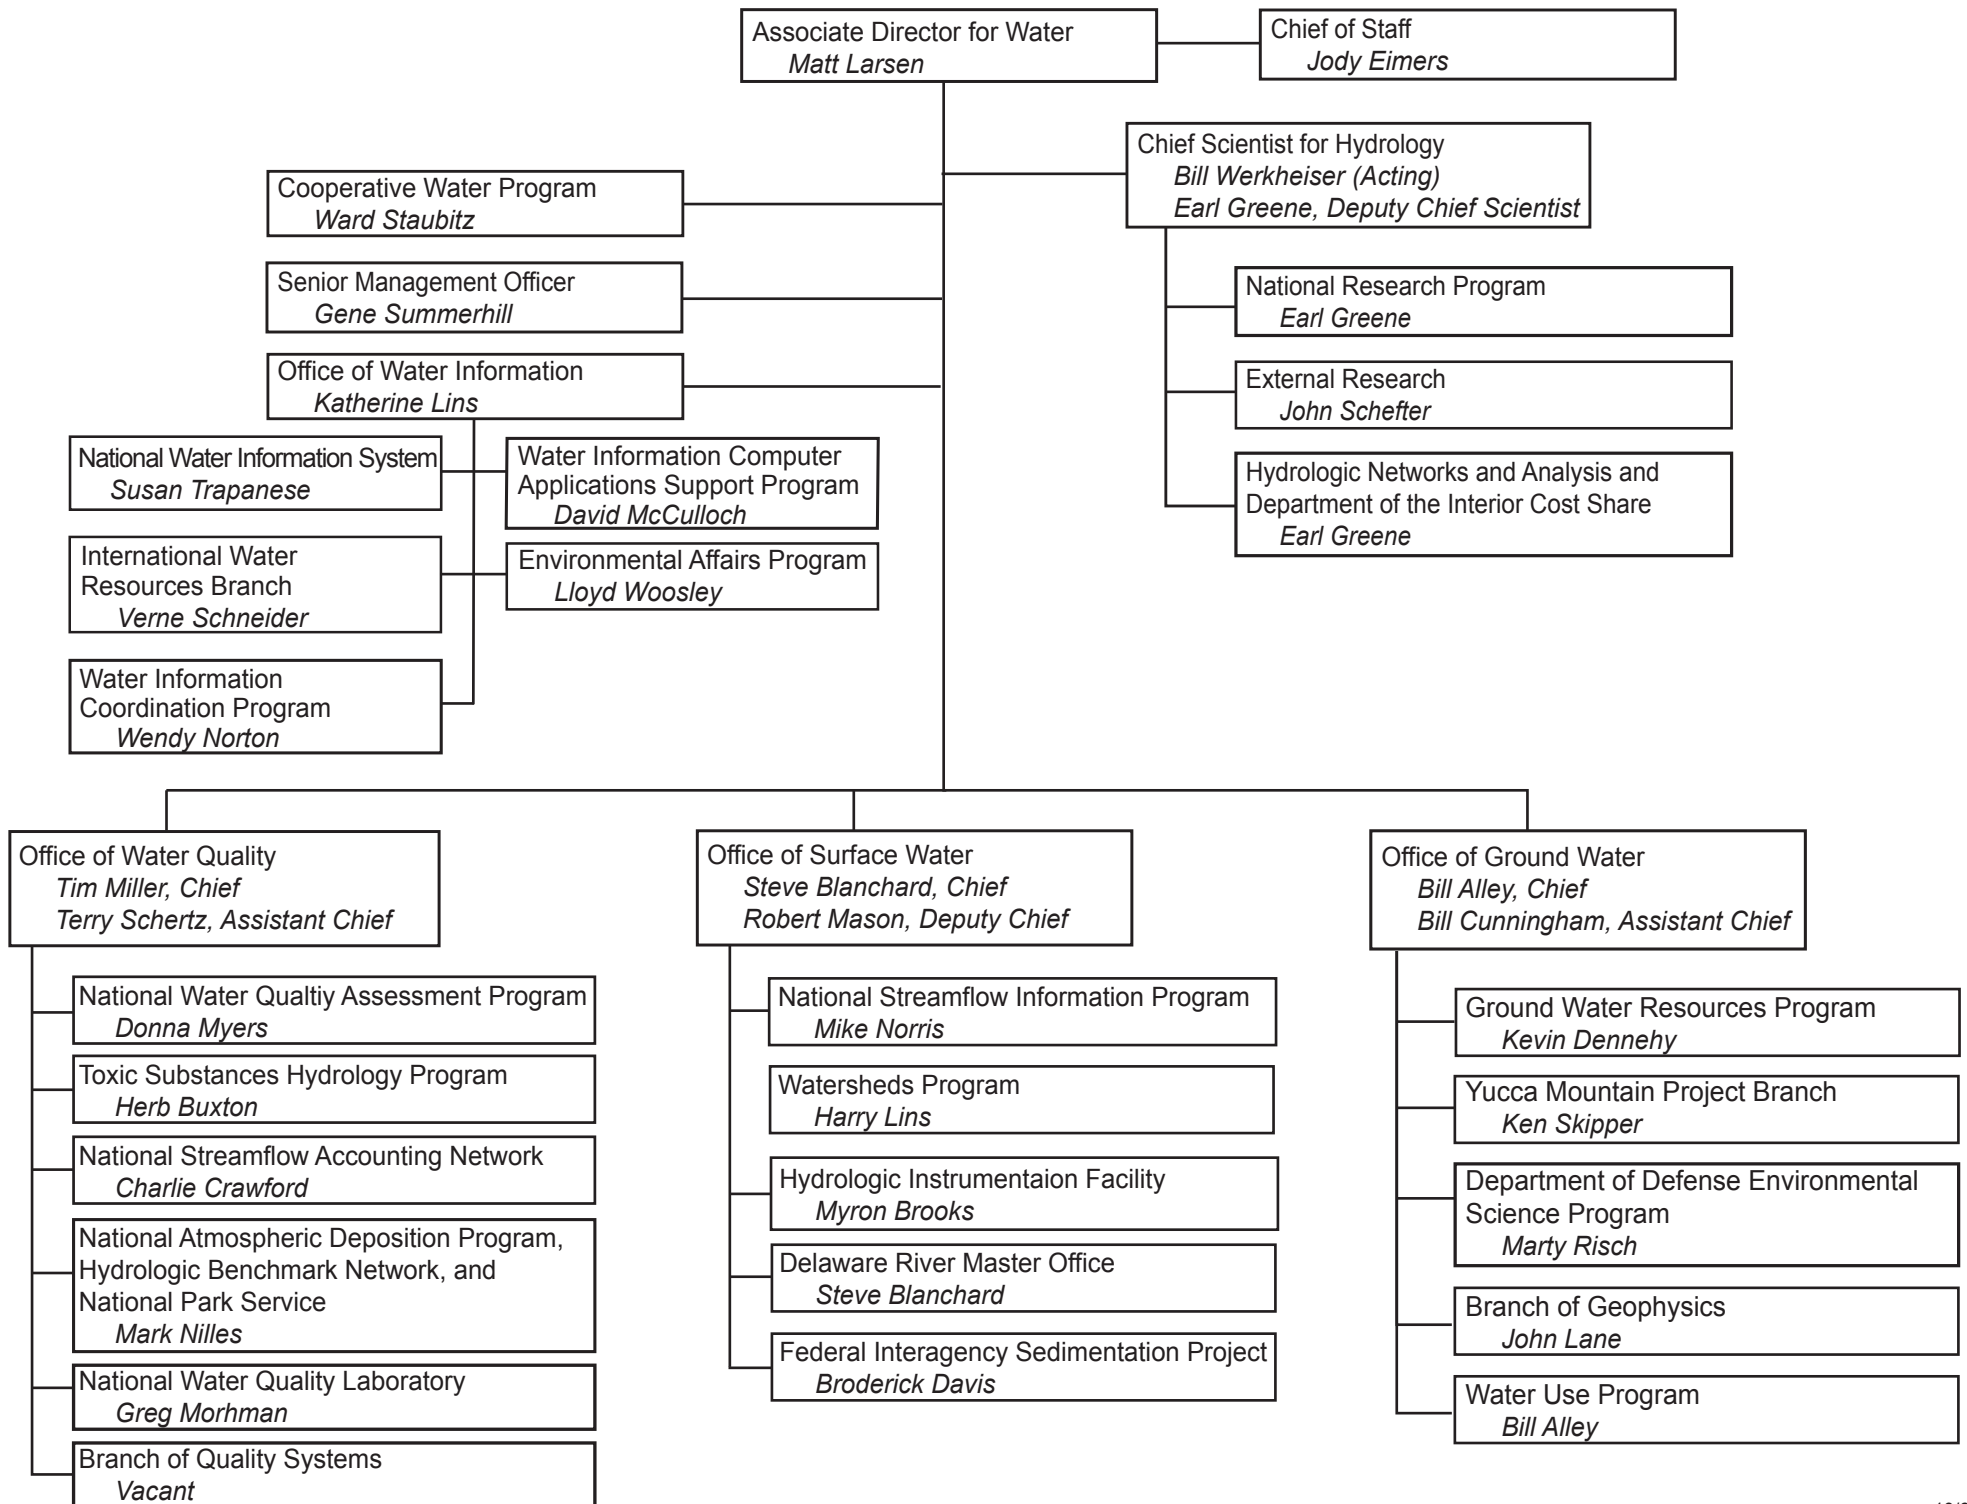 Associate Director for Water
Matt Larsen
Chief of Staff
Jody Eimers
Chief Scientist for Hydrology
Bill Werkheiser (Acting)
Earl Greene, Deputy Chief Scientist
Cooperative Water Program
Ward Staubitz
Senior Management Officer
Gene Summerhill
Office of Water Information
Katherine Lins
National Research Program
Earl Greene
External Research
John Schefter
Hydrologic Networks and Analysis and
Department of the Interior Cost Share
Earl Greene
National Water Information System
Susan Trapanese
Water Information Computer
Applications Support Program
David McCulloch
International Water
Resources Branch
Verne Schneider
Environmental Affairs Program
Lloyd Woosley
Water Information
Coordination Program
Wendy Norton
Office of Water Quality
Tim Miller, Chief
Terry Schertz, Assistant Chief
National Water Qualtiy Assessment Program
Donna Myers
Toxic Substances Hydrology Program
Herb Buxton
National Streamflow Accounting Network
Charlie Crawford
National Atmospheric Deposition Program,
Hydrologic Benchmark Network, and
National Park Service
Mark Nilles
National Water Quality Laboratory
Greg Morhman
Branch of Quality Systems
Vacant
Office of Surface Water
Steve Blanchard, Chief
Robert Mason, Deputy Chief
National Streamflow Information Program
Mike Norris
Watersheds Program
Harry Lins
Hydrologic Instrumentaion Facility
Myron Brooks
Delaware River Master Office
Steve Blanchard
Federal Interagency Sedimentation Project
Broderick Davis
Office of Ground Water
Bill Alley, Chief
Bill Cunningham, Assistant Chief
Ground Water Resources Program
Kevin Dennehy
Yucca Mountain Project Branch
Ken Skipper
Department of Defense Environmental
Science Program
Marty Risch
Branch of Geophysics
John Lane
Water Use Program
Bill Alley